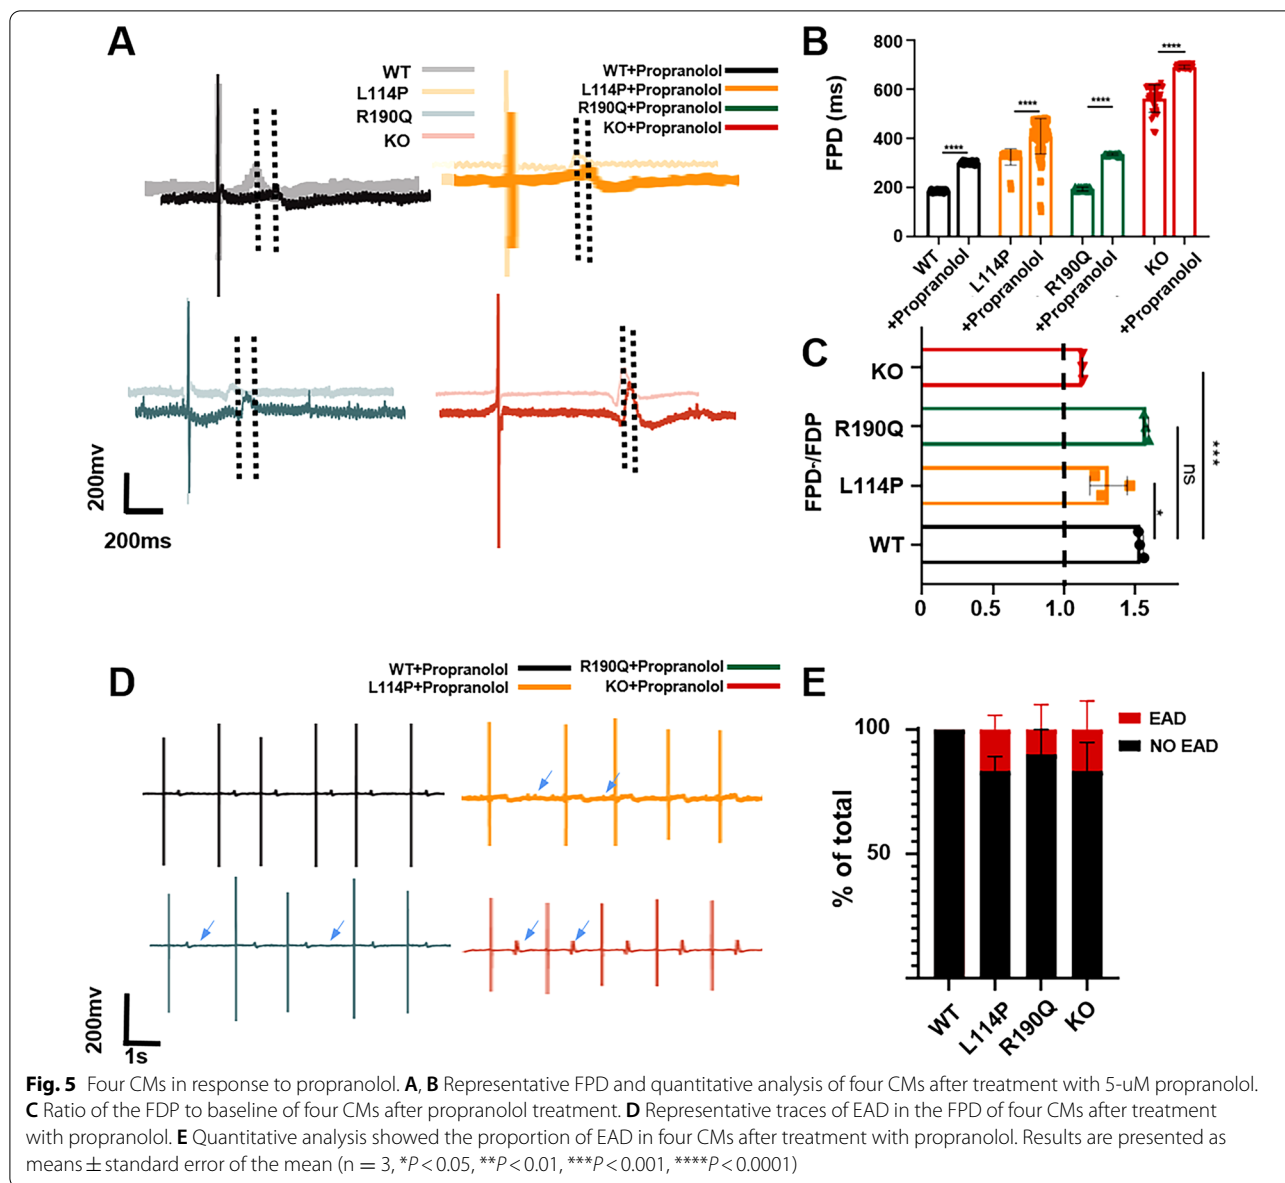 A
WT
L114P
R190Q
KO
WT+Propranolol
L114P+Propranolol
R190Q+Propranolol
KO+Propranolol
200mv
200ms
B
FPD (ms)
800
600
400
200
0
****
****
****
****
WT
+Propranolol
L114P
+Propranolol
R190Q
+Propranolol
KO
+Propranolol
C
FPD-/FDP
KO
R190Q
L114P
WT
0
0.5
1.0
1.5
*
ns
***
D
WT+Propranolol
L114P+Propranolol
R190Q+Propranolol
KO+Propranolol
200mv
1s
E
% of total
100
50
EAD
NO EAD
WT
L114P
R190Q
KO
Fig. 5 Four CMs in response to propranolol. A, B Representative FPD and quantitative analysis of four CMs after treatment with 5-uM propranolol.
C Ratio of the FDP to baseline of four CMs after propranolol treatment. D Representative traces of EAD in the FPD of four CMs after treatment
with propranolol. E Quantitative analysis showed the proportion of EAD in four CMs after treatment with propranolol. Results are presented as
means ± standard error of the mean (n = 3, *P < 0.05, **P < 0.01, ***P < 0.001, ****P < 0.0001)